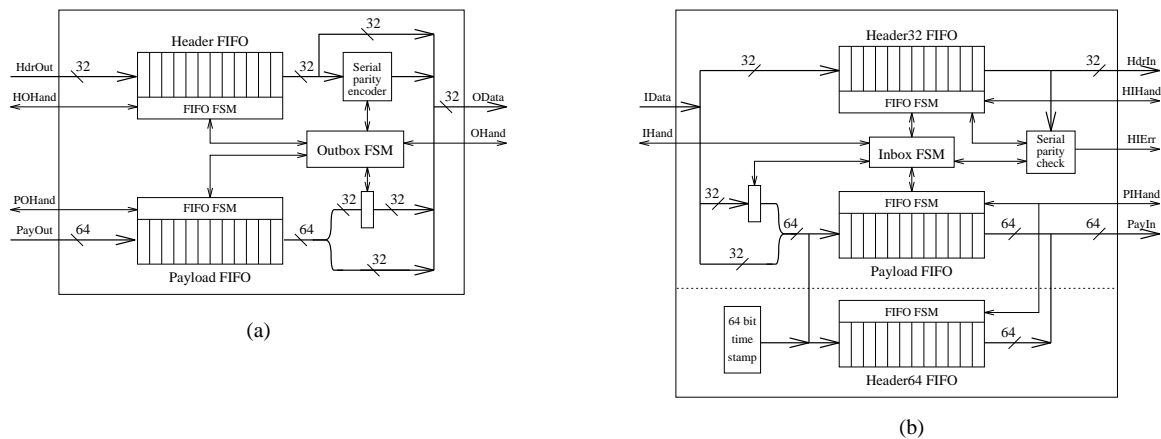 Header FIFO
32
HdrOut
32
32
Serial
parity
encoder
32
OData
HOHand
FIFO FSM
OHand
Outbox FSM
POHand
FIFO FSM
32
32
PayOut
64
64
32
Payload FIFO
(a)
Header32 FIFO
32
32
HdrIn
IData
FIFO FSM
HIHand
IHand
Inbox FSM
Serial
parity
check
HIErr
32
FIFO FSM
PIHand
64
64
64
PayIn
32
Payload FIFO
64 bit
time
stamp
FIFO FSM
64
Header64 FIFO
(b)